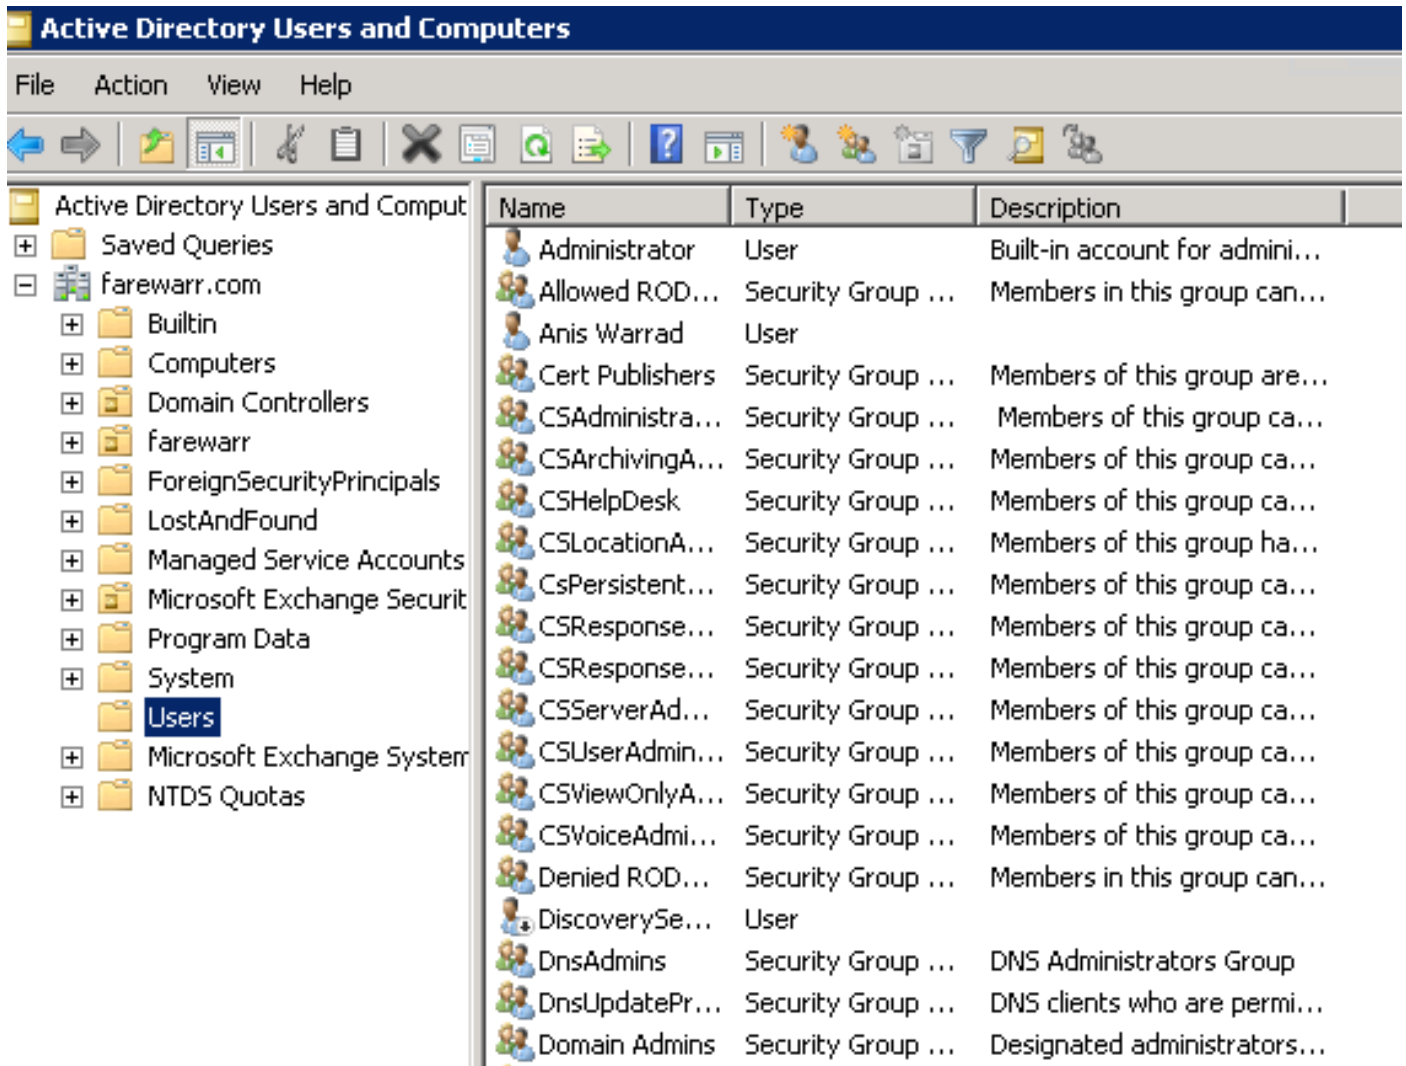 Active Directory Users and Computers
File Action View Help
Active Directory Users and Comput
Saved Queries
farewarr.com
Builtin
Computers
Domain Controllers
farewarr
ForeignSecurityPrincipals
LostAndFound
Managed Service Accounts
Microsoft Exchange Securit
Program Data
System
Users
Microsoft Exchange System
NTDS Quotas
Name Type Description
Administrator User Built-in account for admini...
Allowed ROD... Security Group ... Members in this group can...
Anis Warrad User
Cert Publishers Security Group ... Members of this group are...
CSAdministra... Security Group ... Members of this group ca...
CSArchivingA... Security Group ... Members of this group ca...
CSHelpDesk Security Group ... Members of this group ca...
CSLocationA... Security Group ... Members of this group ha...
CsPersistent... Security Group ... Members of this group ca...
CSResponse... Security Group ... Members of this group ca...
CSResponse... Security Group ... Members of this group ca...
CSServerAd... Security Group ... Members of this group ca...
CSUserAdmin... Security Group ... Members of this group ca...
CSViewOnlyA... Security Group ... Members of this group ca...
CSVoiceAdmi... Security Group ... Members of this group ca...
Denied ROD... Security Group ... Members in this group can...
DiscoverySe... User
DnsAdmins Security Group ... DNS Administrators Group
DnsUpdatePr... Security Group ... DNS clients who are permi...
Domain Admins Security Group ... Designated administrators...